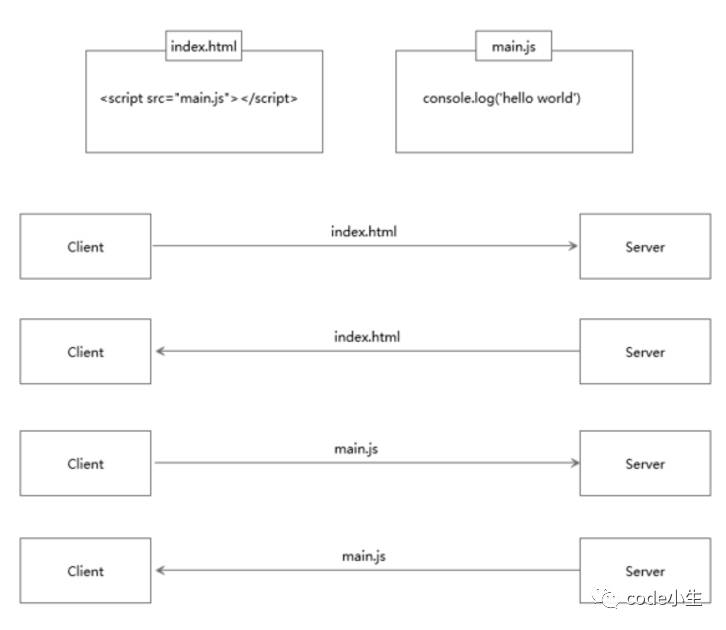 index.html
main.js
<script src="main.js"></script>
console.log('hello world')
index.html
Client
Server
index.html
Client
Server
main.js
Client
Server
main.js
Client
Server
code小生